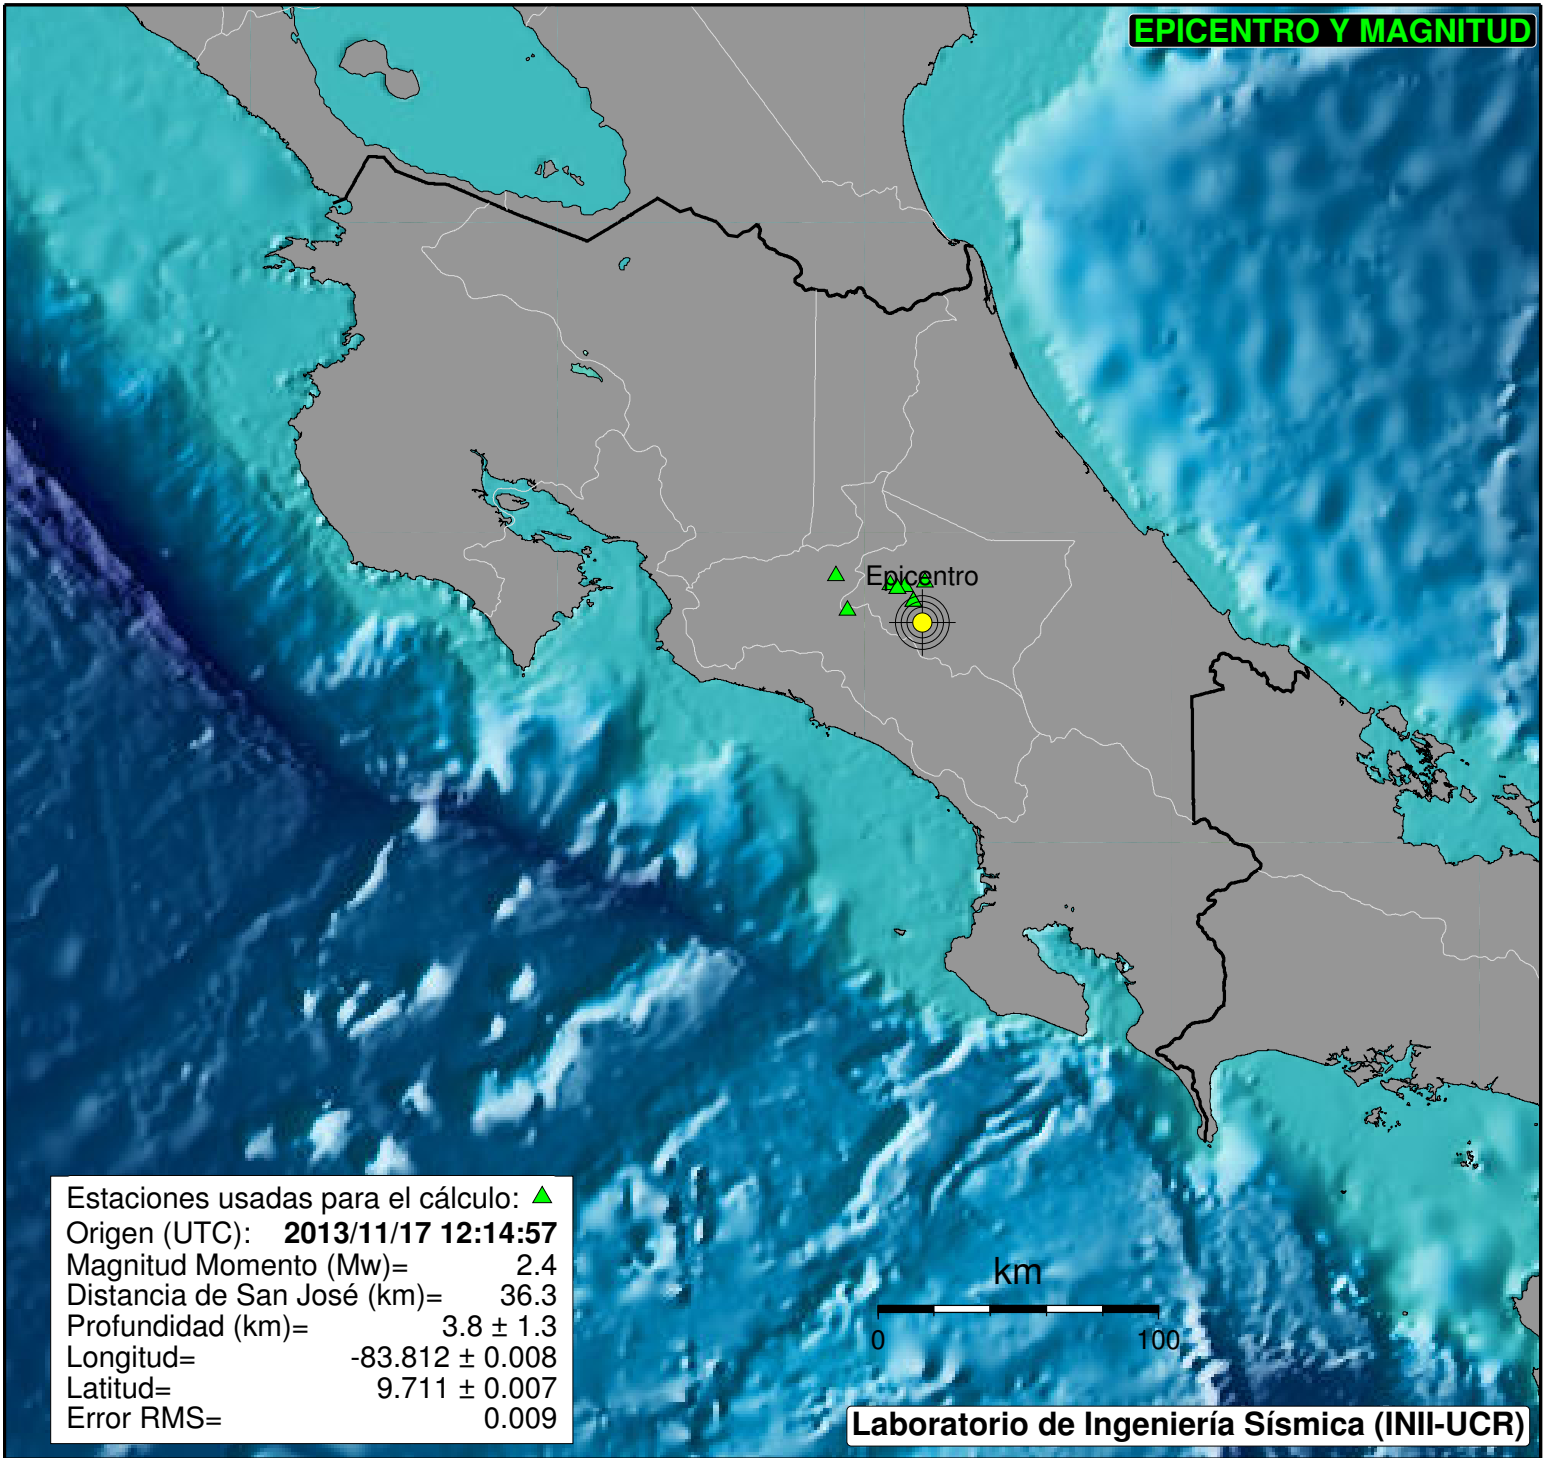 EPICENTRO Y MAGNITUD
Epicentro
Estaciones usadas para el cálculo:
Origen (UTC): 2013/11/17 12:14:57
Magnitud Momento (Mw)= 2.4
Distancia de San José (km)= 36.3
Profundidad (km)= 3.8 ± 1.3
Longitud= -83.812 ± 0.008
Latitud= 9.711 ± 0.007
Error RMS= 0.009
km
0 100
Laboratorio de Ingeniería Sísmica (INII-UCR)